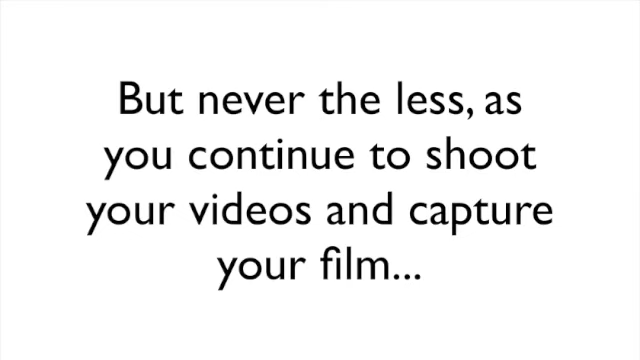 But never the less, as
you continue to shoot
your videos and capture
your film...